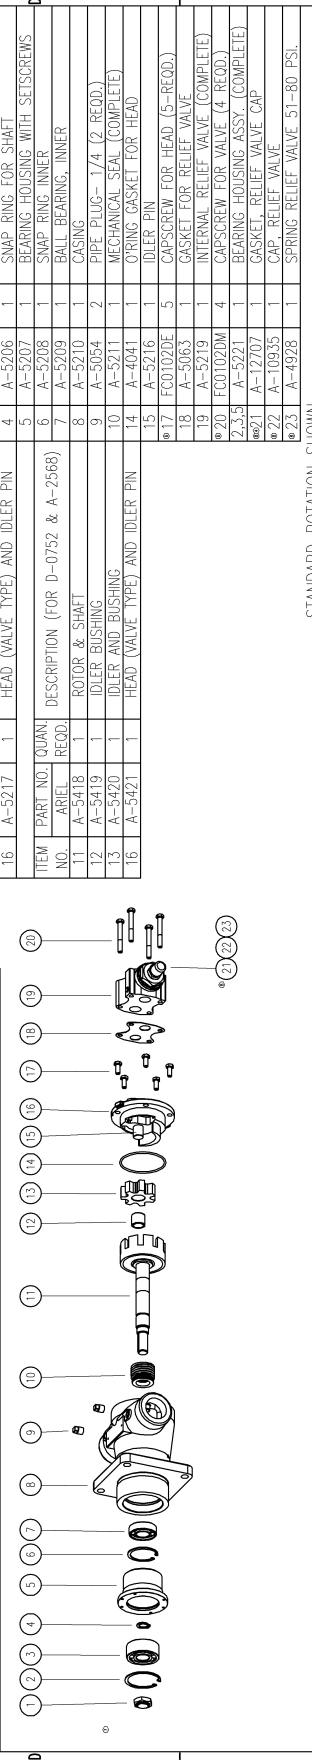 D
16 A-5217 1 HEAD (VALVE TYPE) AND IDLER PIN
ITEM NO. PART NO. ARIEL QUAN. REQD. DESCRIPTION (FOR D-0752 & A-2568)
11 A-5418 1 ROTOR & SHAFT
12 A-5419 1 IDLER BUSHING
13 A-5420 1 IDLER AND BUSHING
16 A-5421 1 HEAD (VALVE TYPE) AND IDLER PIN
4 A-5206 1 SNAP RING FOR SHAFT
5 A-5207 1 BEARING HOUSING WITH SETSCREWS
6 A-5208 1 SNAP RING INNER
7 A-5209 1 BALL BEARING, INNER
8 A-5210 1 CASING
9 A-5054 2 PIPE PLUG- 1/4 (2 REQD.)
10 A-5211 1 MECHANICAL SEAL (COMPLETE)
14 A-4041 1 O'RING GASKET FOR HEAD
15 A-5216 1 IDLER PIN
17 FC0102DE 5 CAPSCREW FOR HEAD (5-REQD.)
18 A-5063 1 GASKET FOR RELIEF VALVE
19 A-5219 1 INTERNAL RELIEF VALVE (COMPLETE)
20 FC0102DM 4 CAPSCREW FOR VALVE (4 REQD.)
2,3,5 A-5221 1 BEARING HOUSING ASSY. (COMPLETE)
21 A-12707 1 GASKET, RELIEF VALVE CAP
22 A-10935 1 CAP, RELIEF VALVE
23 A-4928 1 SPRING RELIEF VALVE 51-80 PSI.
STANDARD ROTATION SHOWN
1 2 3 4 5 6 7 8 9 10 11 12 13 14 15 16 17 18 19 20
21 22 23
D